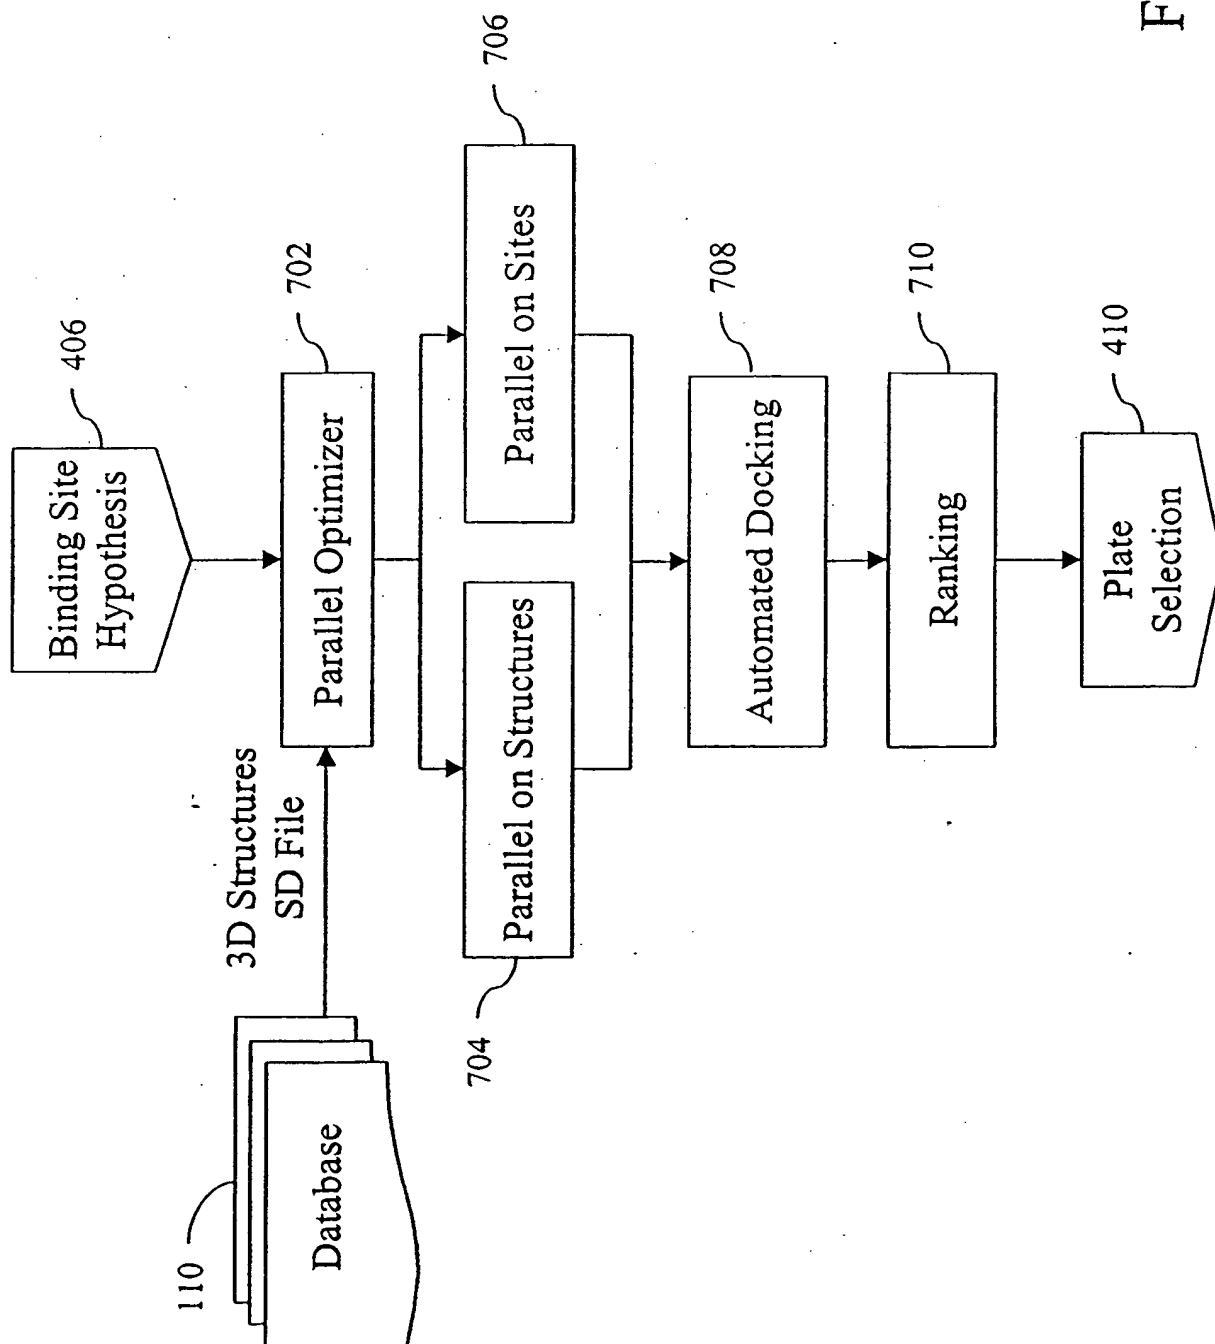 Binding Site
Hypothesis
406
3D Structures
SD File
110
Database
Parallel Optimizer
702
704
Parallel on Structures
Parallel on Sites
706
Automated Docking
708
Ranking
710
Plate
Selection
410
F